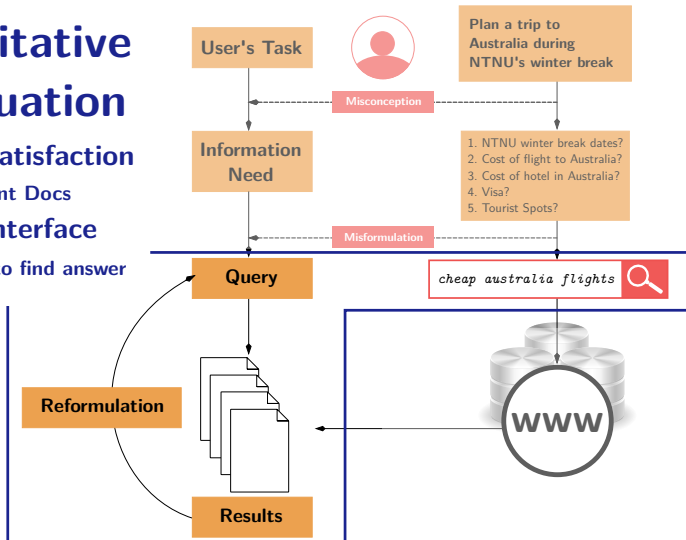 itative
uation
atisfaction
nt Docs
nterface
to find answer
User's Task
Plan a trip to
Australia during
NTNU's winter break
Misconception
Information
Need
1. NTNU winter break dates?
2. Cost of flight to Australia?
3. Cost of hotel in Australia?
4. Visa?
5. Tourist Spots?
Misformulation
Query
cheap australia flights
Reformulation
WWW
Results